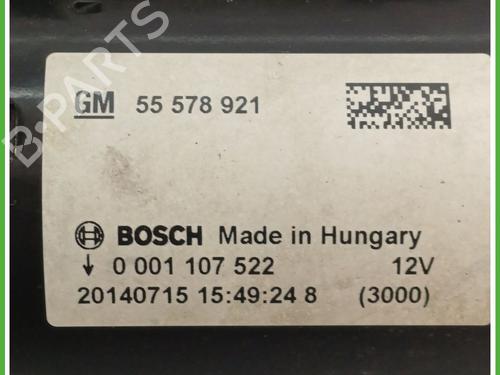 GM 55 578 921
BOSCH Made in Hungary
0 001 107 522 12V
20140715 15:49:24 8 (3000)
B-PARTS